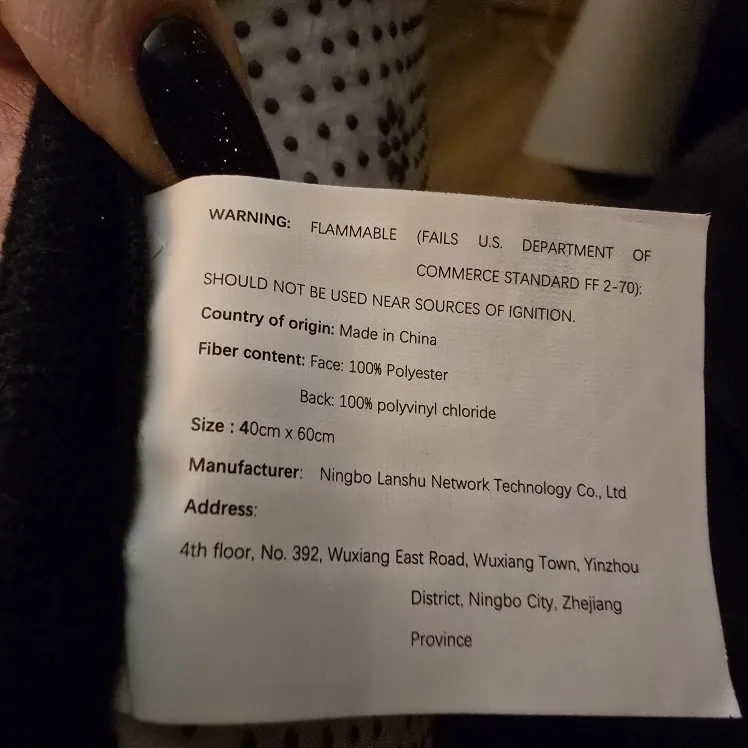 WARNING: FLAMMABLE (FAILS U.S. DEPARTMENT OF
COMMERCE STANDARD FF 2-70):
SHOULD NOT BE USED NEAR SOURCES OF IGNITION.
Country of origin: Made in China
Fiber content: Face: 100% Polyester
Back: 100% polyvinyl chloride
Size : 40cm x 60cm
Manufacturer: Ningbo Lanshu Network Technology Co., Ltd
Address:
4th floor, No. 392, Wuxiang East Road, Wuxiang Town, Yinzhou
District, Ningbo City, Zhejiang
Province